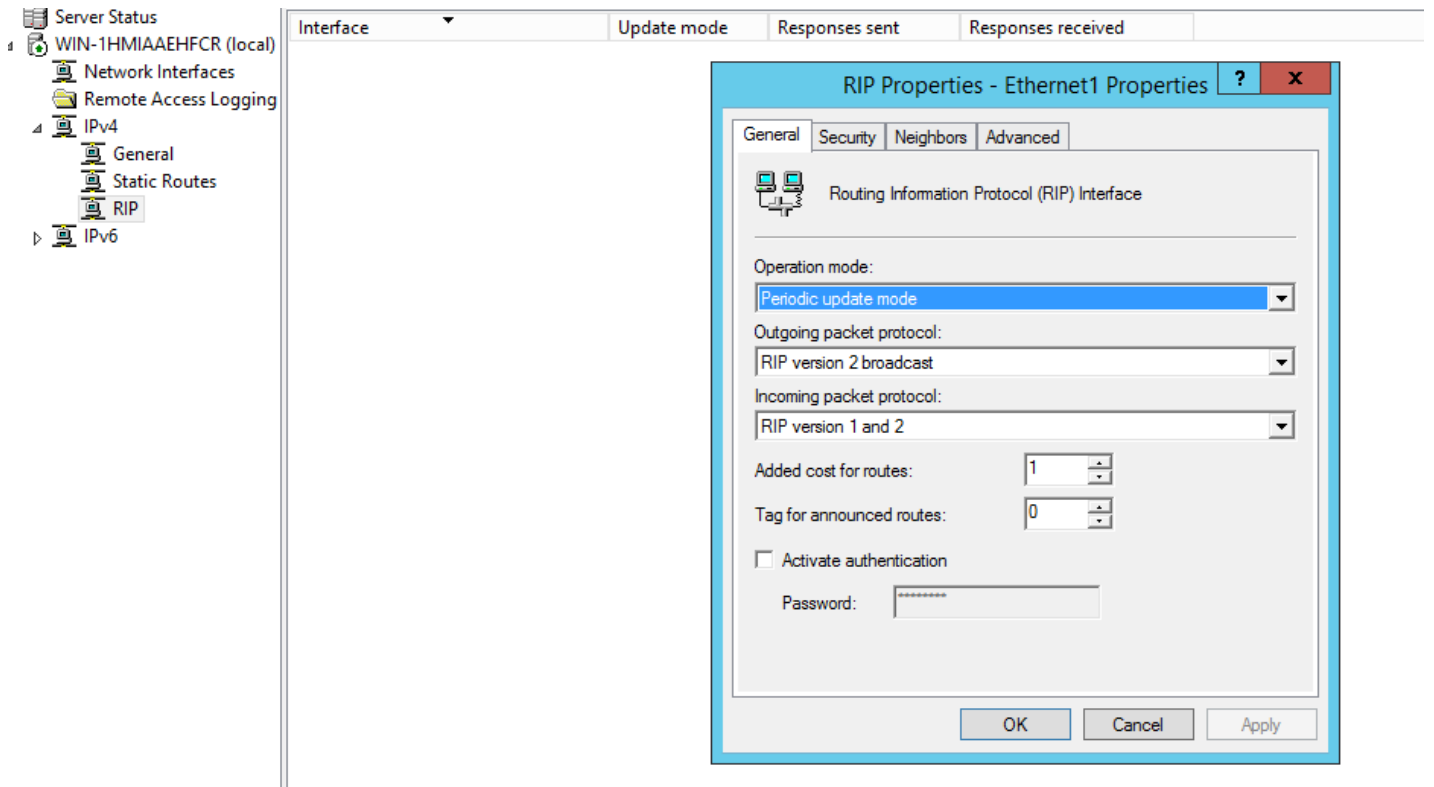 Server Status
WIN-1HMIAAEHFCR (local)
Network Interfaces
Remote Access Logging
IPv4
General
Static Routes
RIP
IPv6
Interface Update mode Responses sent Responses received
RIP Properties - Ethernet1 Properties ? x
General Security Neighbors Advanced
Routing Information Protocol (RIP) Interface
Operation mode:
Periodic update mode
Outgoing packet protocol:
RIP version 2 broadcast
Incoming packet protocol:
RIP version 1 and 2
Added cost for routes: 1
Tag for announced routes: 0
Activate authentication
Password: ********
OK Cancel Apply